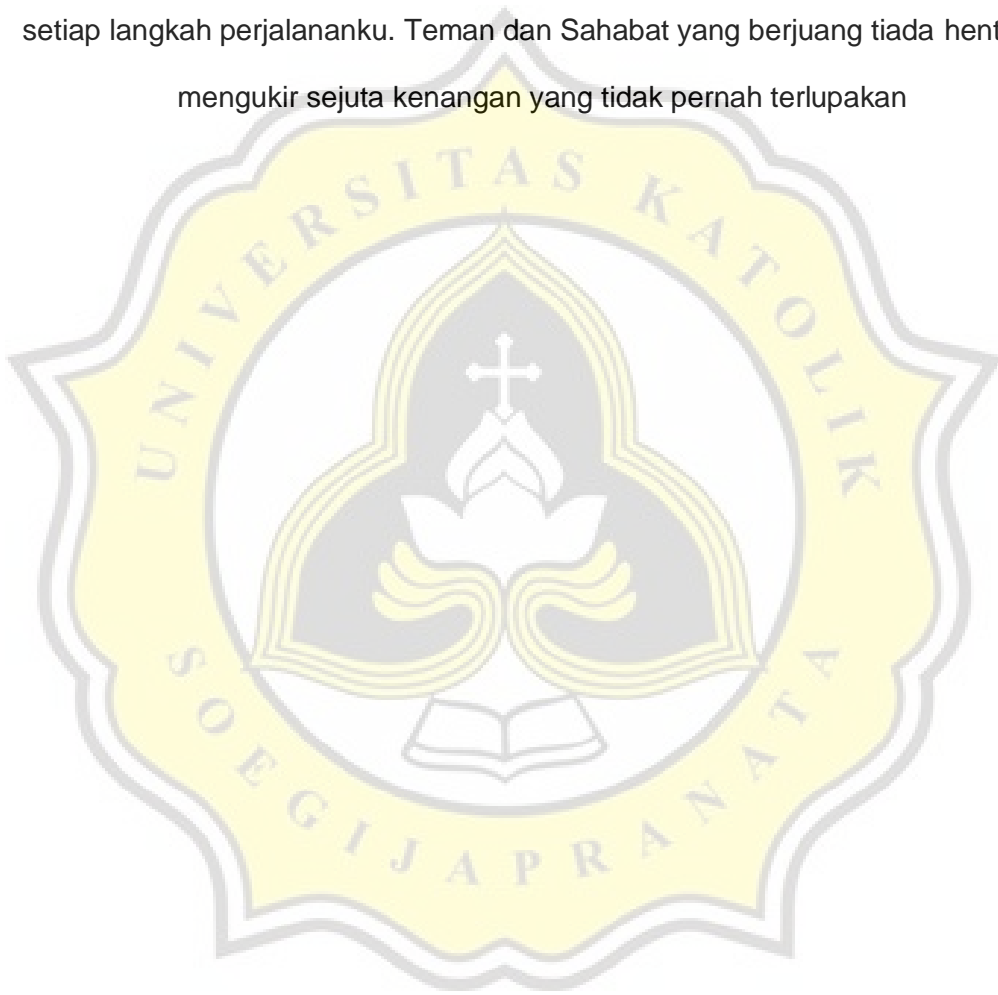 setiap langkah perjalananku. Teman dan Sahabat yang berjuang tiada hent
mengukir sejuta kenangan yang tidak pernah terlupakan
UNIVERSITAS KATOLIK
SOEGIJAPRANATA